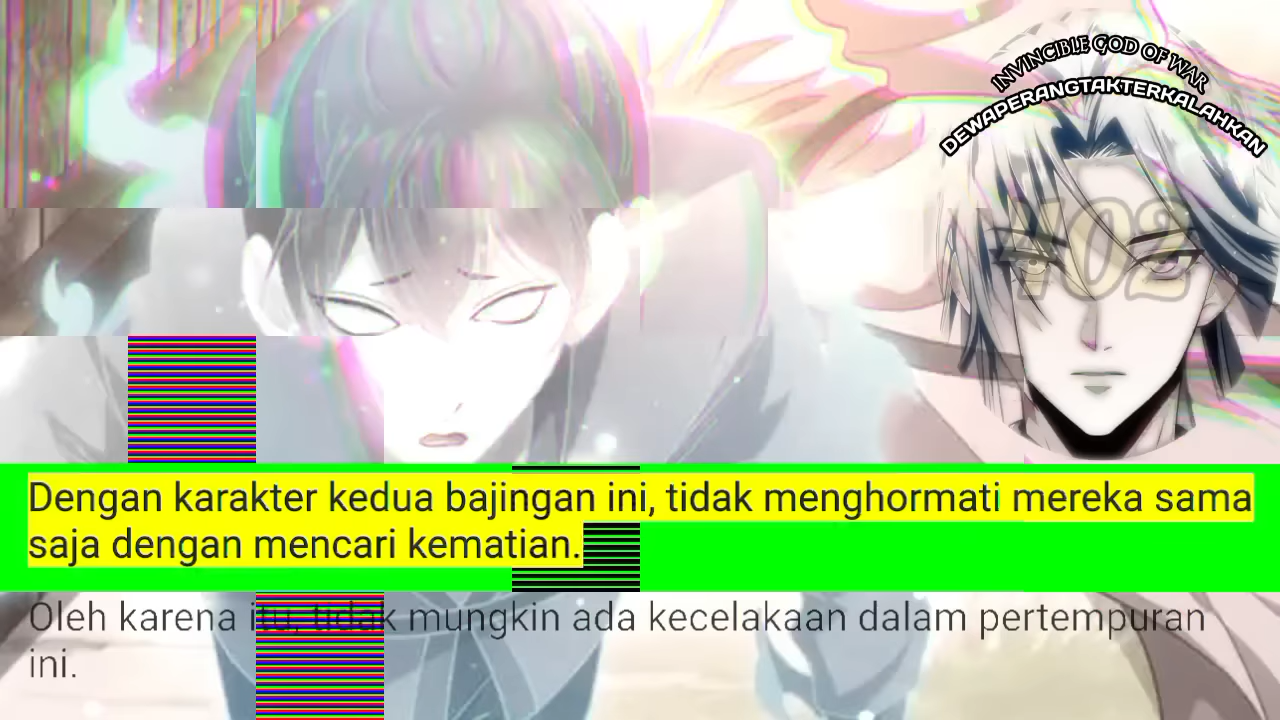 INVINCIBLE GOD OF WAR
DEWAPERANGTAKTERKALAHKAN
#102
Dengan karakter kedua bajingan ini, tidak menghormati mereka sama
saja dengan mencari kematian.
Oleh karena itu, tidak mungkin ada kecelakaan dalam pertempuran
ini.